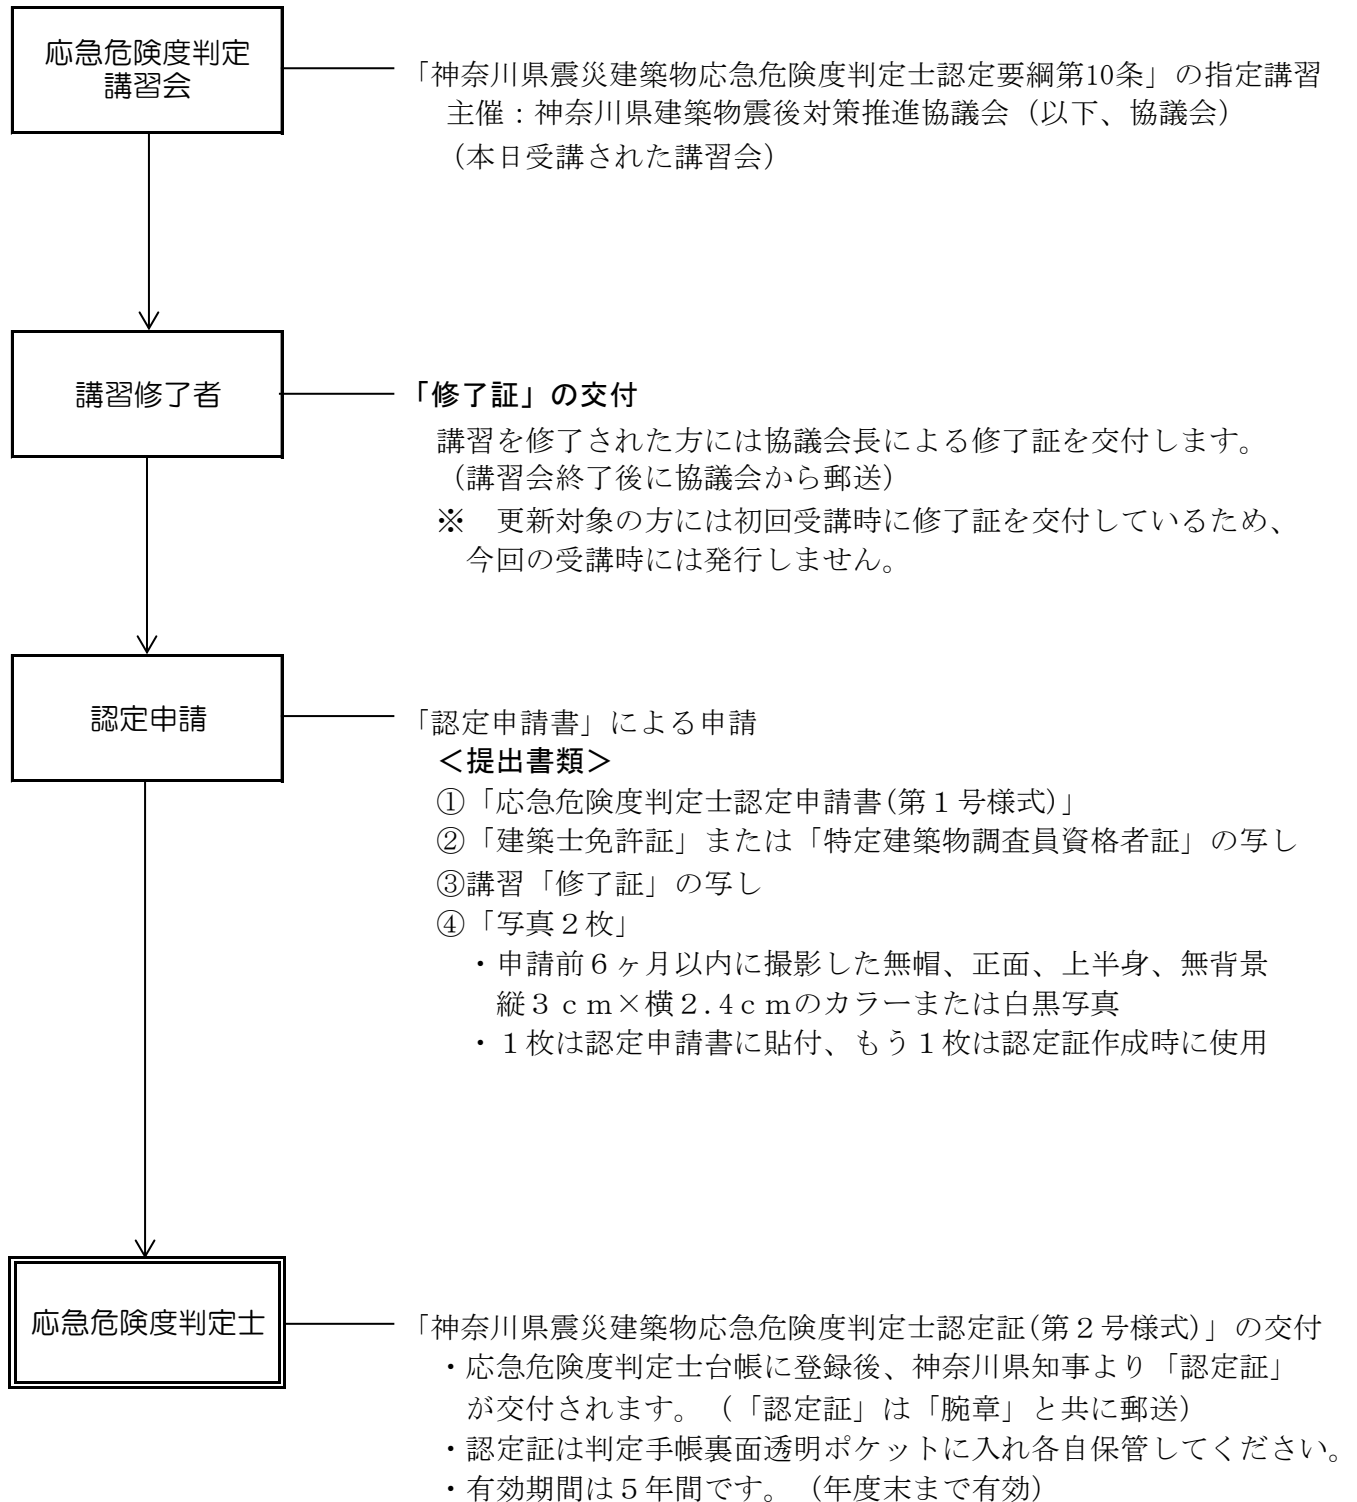 応急危険度判定
講習会
「神奈川県震災建築物応急危険度判定士認定要綱第10条」の指定講習
主催：神奈川県建築物震後対策推進協議会（以下、協議会）
（本日受講された講習会）
講習修了者
「修了証」の交付
講習を修了された方には協議会長による修了証を交付します。
（講習会終了後に協議会から郵送）
※　更新対象の方には初回受講時に修了証を交付しているため、
今回の受講時には発行しません。
認定申請
「認定申請書」による申請
＜提出書類＞
①「応急危険度判定士認定申請書(第１号様式)」
②「建築士免許証」または「特定建築物調査員資格者証」の写し
③講習「修了証」の写し
④「写真２枚」
・申請前６ヶ月以内に撮影した無帽、正面、上半身、無背景
縦３ｃｍ×横２.４ｃｍのカラーまたは白黒写真
・１枚は認定申請書に貼付、もう１枚は認定証作成時に使用
応急危険度判定士
「神奈川県震災建築物応急危険度判定士認定証(第２号様式)」の交付
・応急危険度判定士台帳に登録後、神奈川県知事より「認定証」
が交付されます。（「認定証」は「腕章」と共に郵送）
・認定証は判定手帳裏面透明ポケットに入れ各自保管してください。
・有効期間は５年間です。（年度末まで有効）